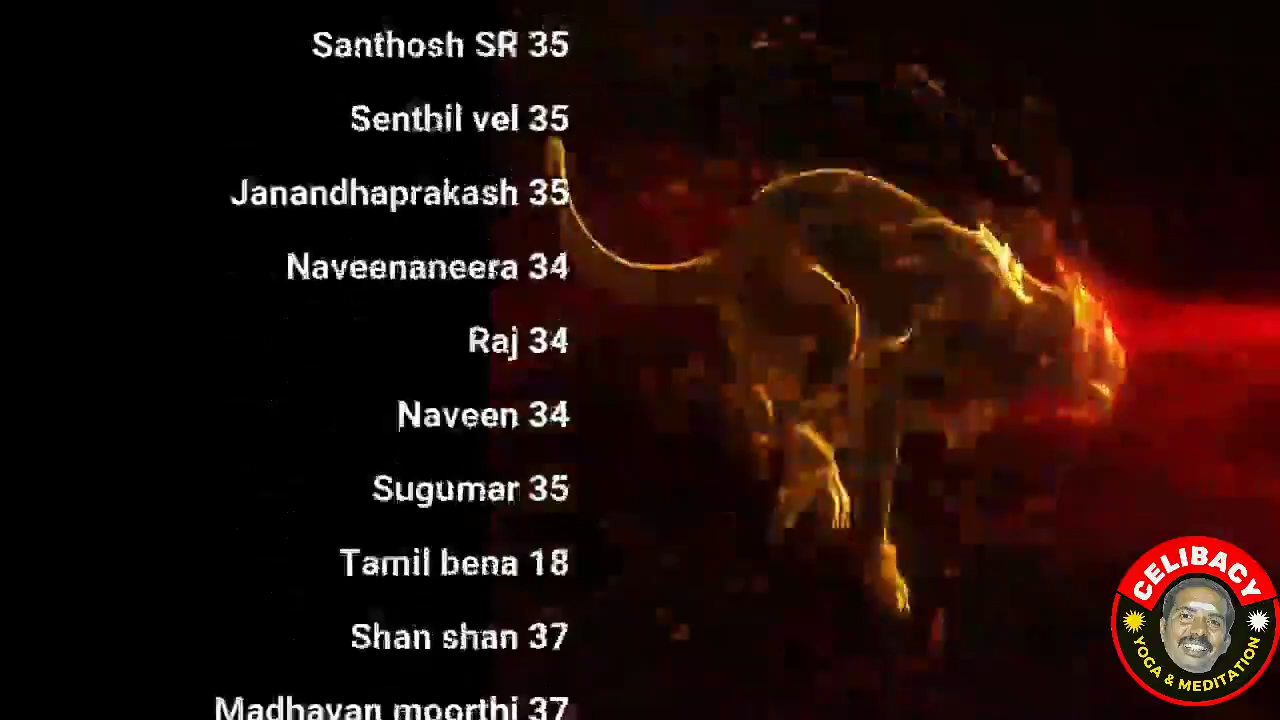 Santhosh SR 35
Senthil vel 35
Janandhaprakash 35
Naveenaneera 34
Raj 34
Naveen 34
Sugumar 35
Tamil bena 18
Shan shan 37
Madhavan moorthi 37
CELIBACY
YOGA & MEDITATION